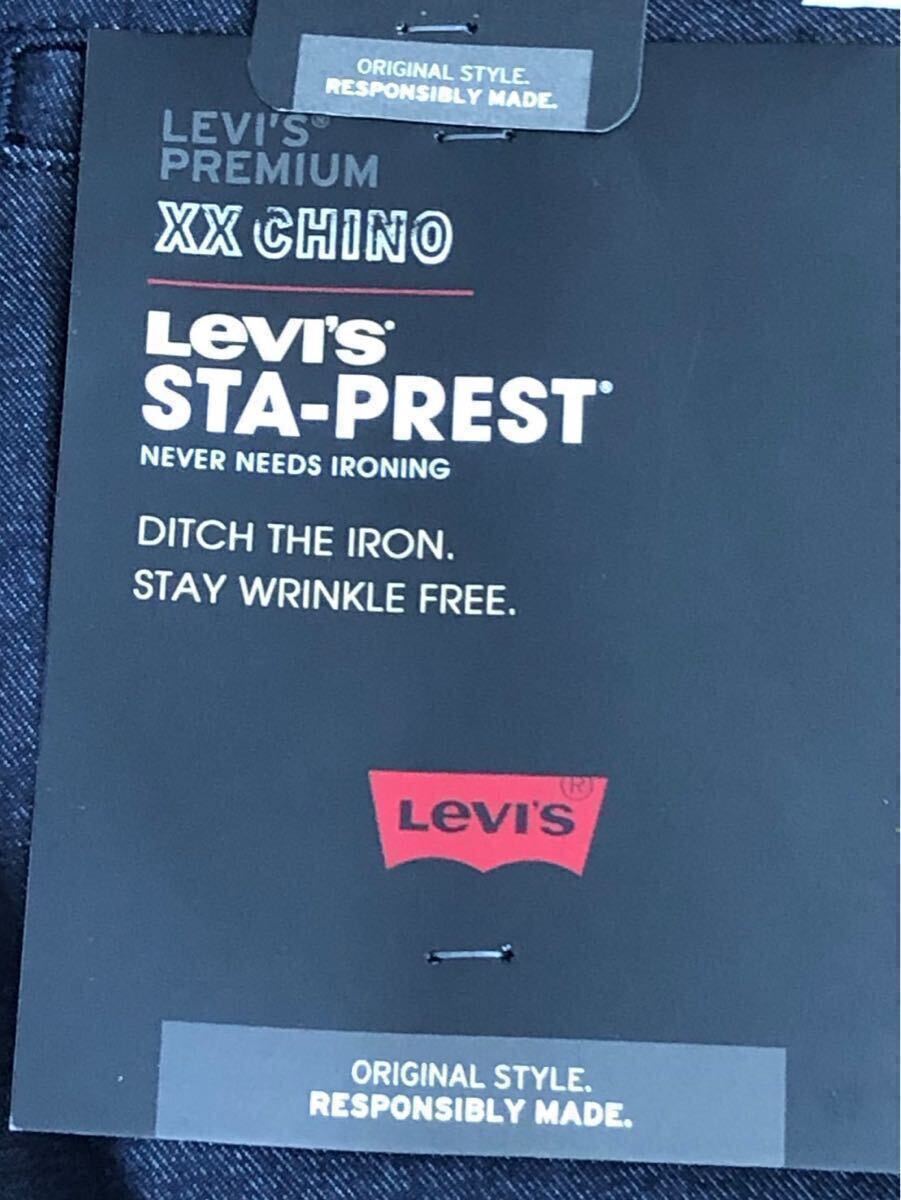 ORIGINAL STYLE.
RESPONSIBLY MADE.
LEVI'S®
PREMIUM
XX CHINO
Levi's®
STA-PREST®
NEVER NEEDS IRONING
DITCH THE IRON.
STAY WRINKLE FREE.
Levi's®
ORIGINAL STYLE.
RESPONSIBLY MADE.